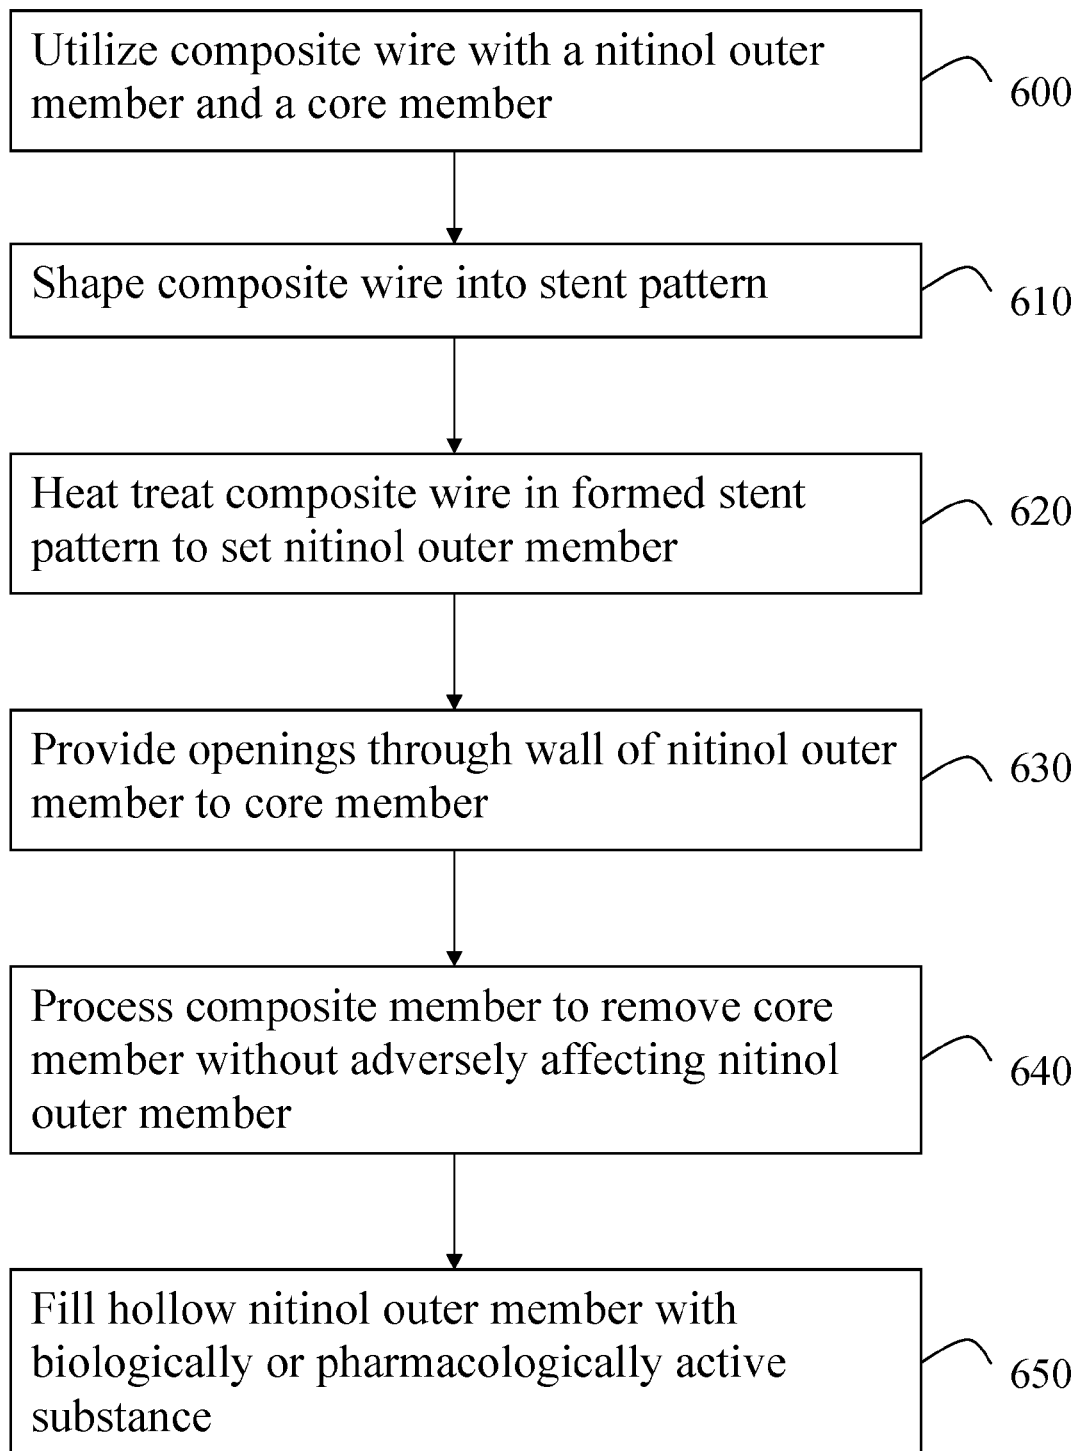 Utilize composite wire with a nitinol outer
member and a core member
600
Shape composite wire into stent pattern
610
Heat treat composite wire in formed stent
pattern to set nitinol outer member
620
Provide openings through wall of nitinol outer
member to core member
630
Process composite member to remove core
member without adversely affecting nitinol
outer member
640
Fill hollow nitinol outer member with
biologically or pharmacologically active
substance
650